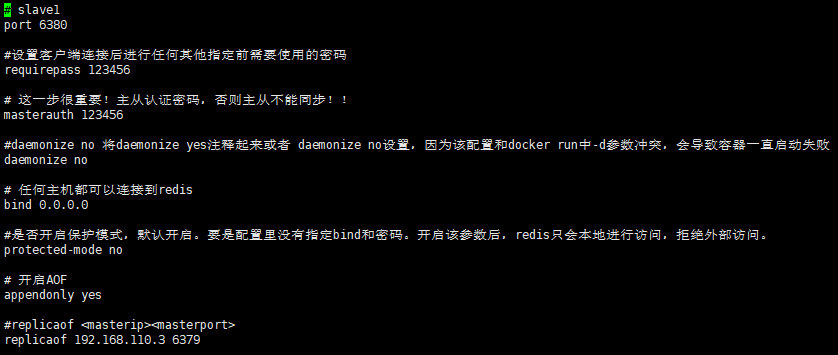 # slave1
port 6380
#设置客户端连接后进行任何其他指定前需要使用的密码
requirepass 123456
# 这一步很重要！主从认证密码，否则主从不能同步！！
masterauth 123456
#daemonize no 将daemonize yes注释起来或者 daemonize no设置，因为该配置和docker run中-d参数冲突，会导致容器一直启动失败
daemonize no
# 任何主机都可以连接到redis
bind 0.0.0.0
#是否开启保护模式，默认开启。要是配置里没有指定bind和密码。开启该参数后，redis只会本地进行访问，拒绝外部访问。
protected-mode no
# 开启AOF
appendonly yes
#replicaof <masterip><masterport>
replicaof 192.168.110.3 6379